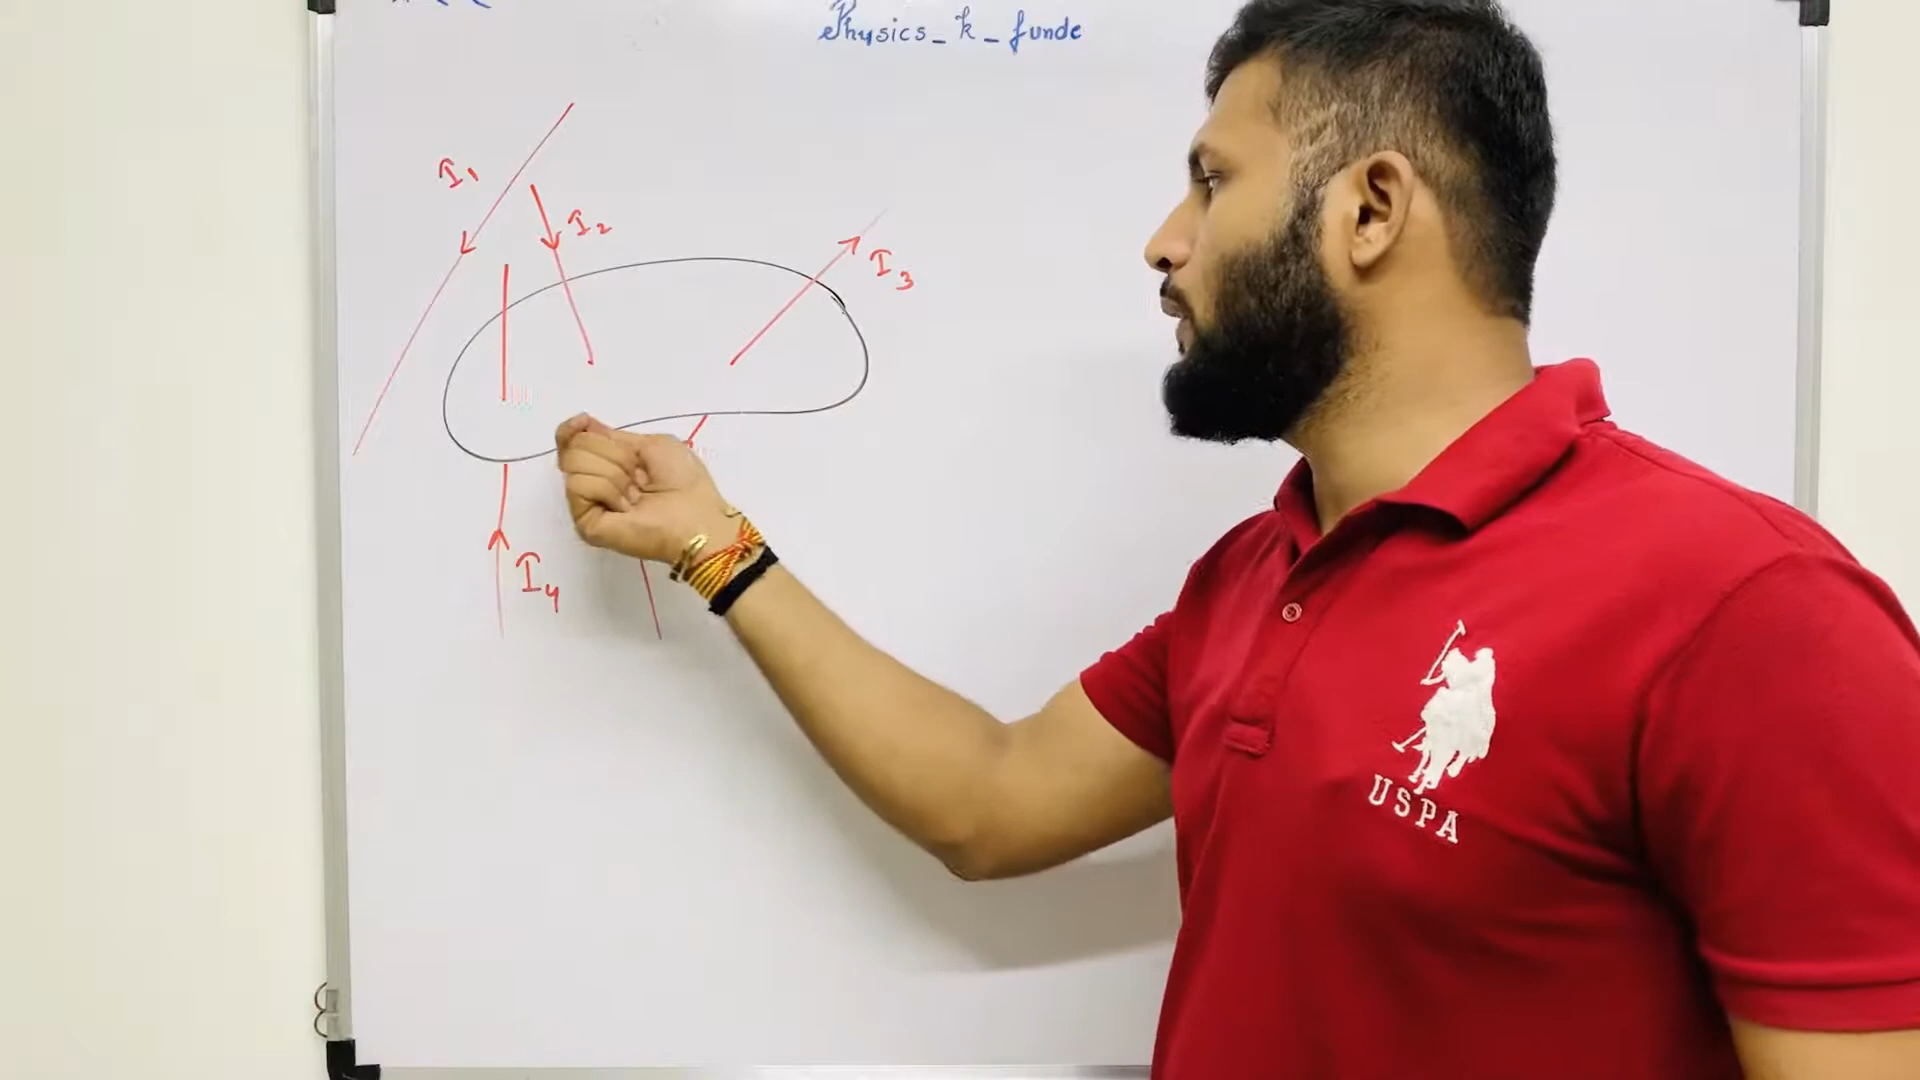 Physics_k_funde
I1
I2
I3
I4
USPA